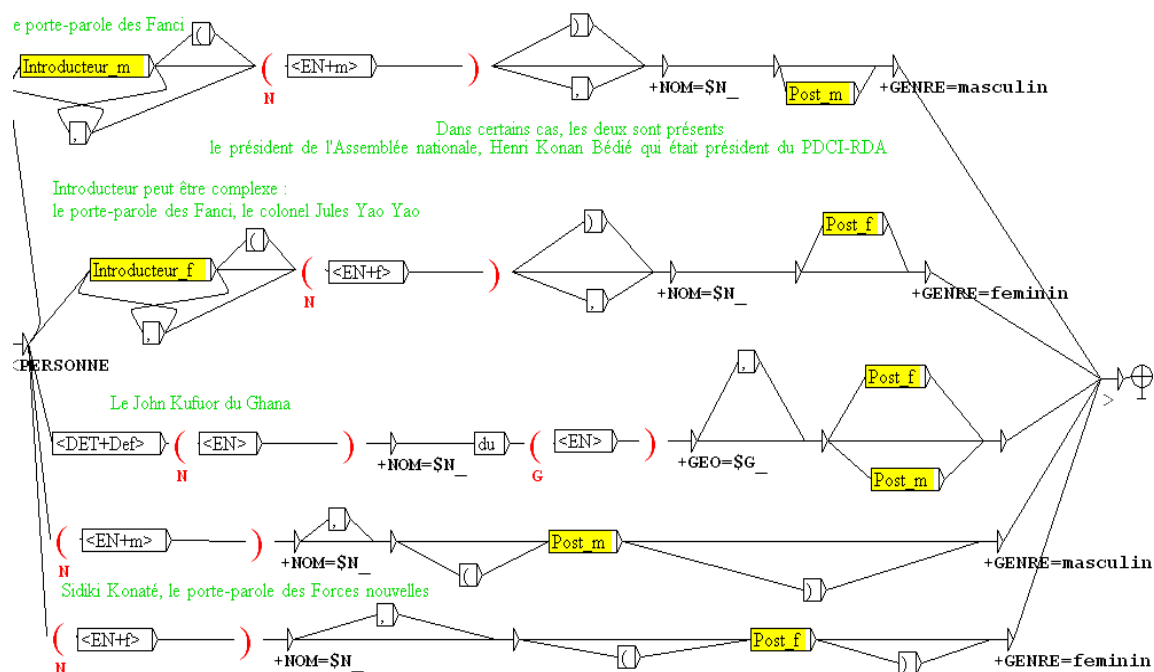 e porte-parole des Fanci
( )
Introducteur_m ( <EN+m> )
N , , +NOM=$N_ Post_m +GENRE=masculin
Dans certains cas, les deux sont présents
le président de l'Assemblée nationale, Henri Konan Bédié qui était président du PDCI-RDA
Introducteur peut être complexe :
le porte-parole des Fanci, le colonel Jules Yao Yao
( ) Post_f
Introducteur_f ( <EN+f> )
N , , +NOM=$N_ +GENRE=feminin
<PERSONNE
, Post_f
>
Le John Kufuor du Ghana
<DET+Def> ( <EN> ) du ( <EN> )
N +NOM=$N_ G +GEO=$G_ Post_m
, 
( <EN+m> ) Post_m
N +NOM=$N_ ( ) +GENRE=masculin
Sidiki Konaté, le porte-parole des Forces nouvelles
,
( <EN+f> ) Post_f
N +NOM=$N_ ( ) +GENRE=feminin